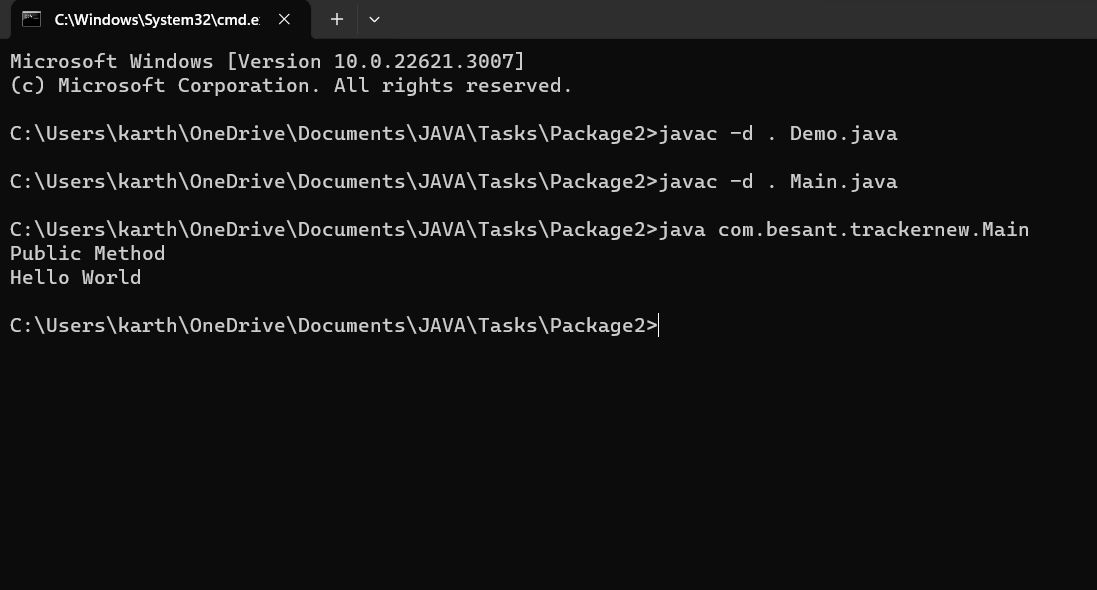 C:\Windows\System32\cmd.e
Microsoft Windows [Version 10.0.22621.3007]
(c) Microsoft Corporation. All rights reserved.
C:\Users\karth\OneDrive\Documents\JAVA\Tasks\Package2>javac -d . Demo.java
C:\Users\karth\OneDrive\Documents\JAVA\Tasks\Package2>javac -d . Main.java
C:\Users\karth\OneDrive\Documents\JAVA\Tasks\Package2>java com.besant.trackernew.Main
Public Method
Hello World
C:\Users\karth\OneDrive\Documents\JAVA\Tasks\Package2>